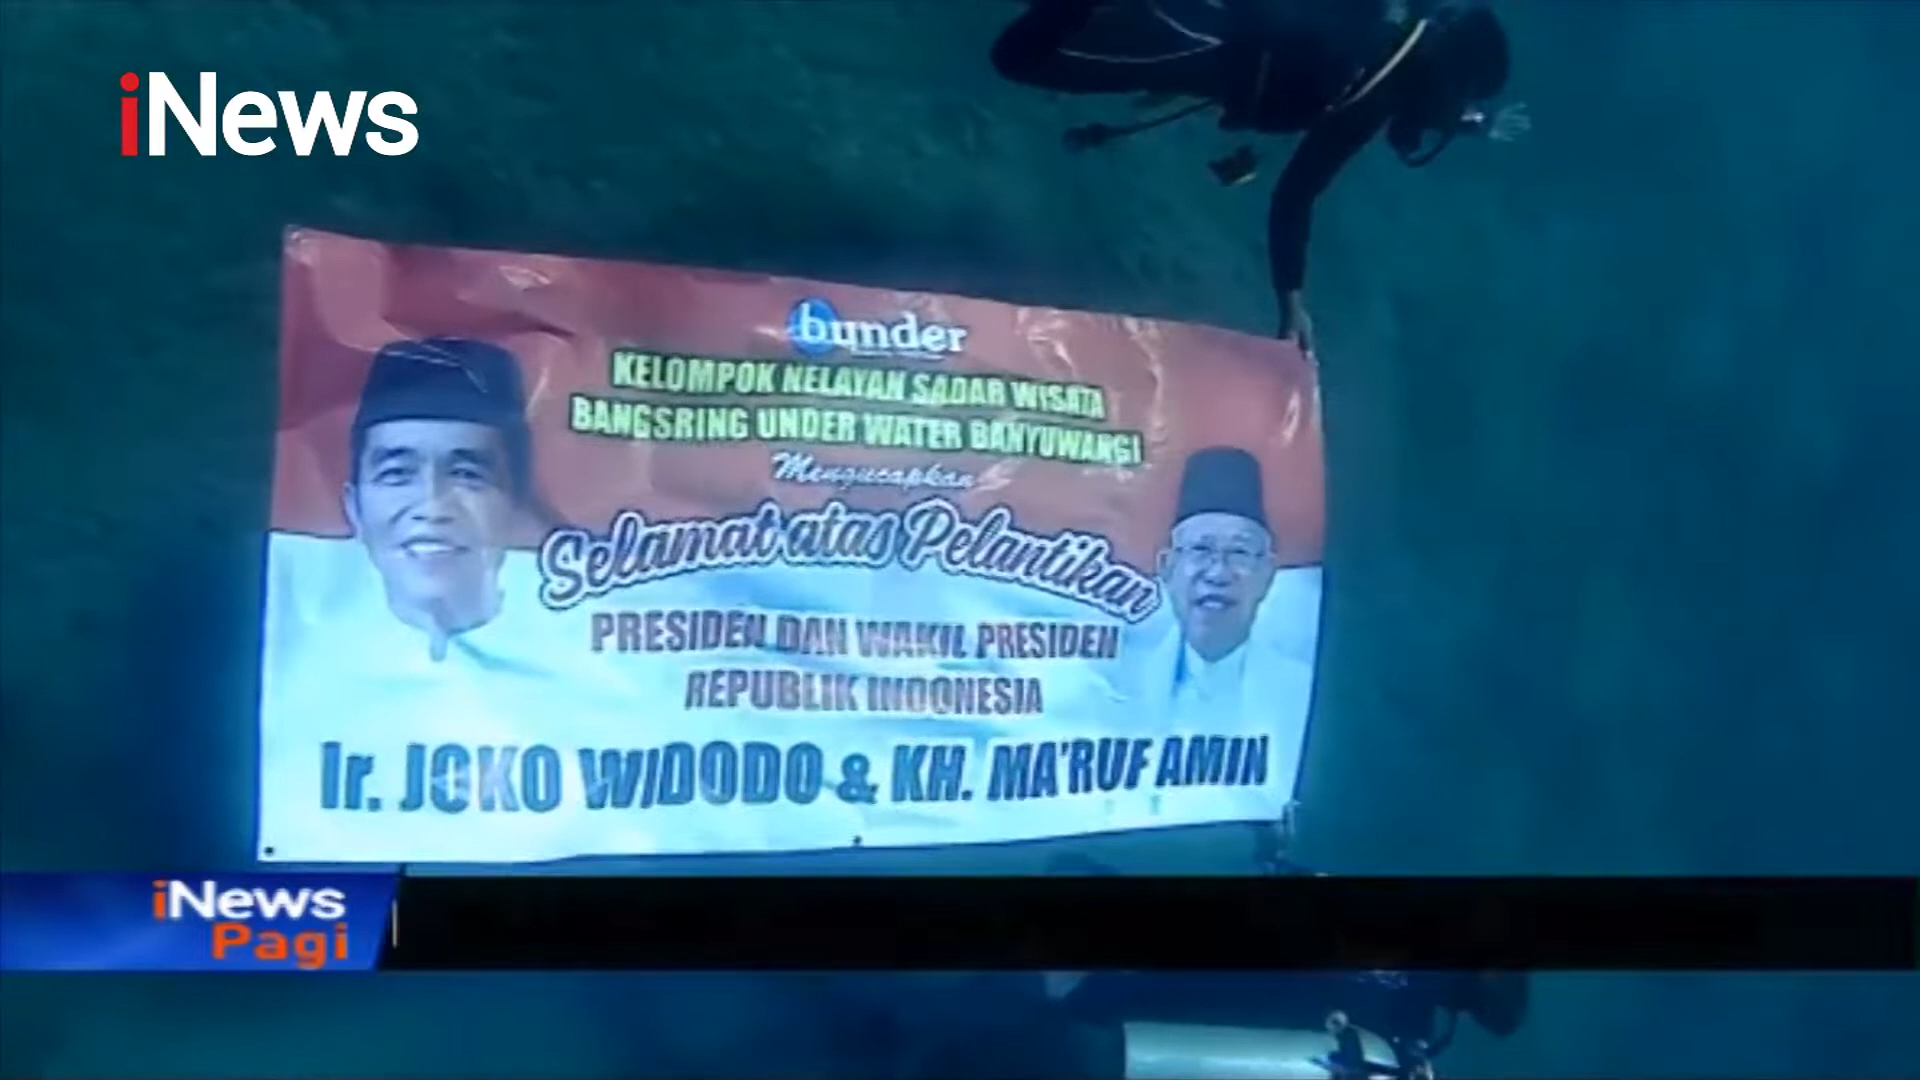 iNews
bunder
KELOMPOK NELAYAN SADAR WISATA
BANGSRING UNDER WATER BANYUWANGI
Mengucapkan
Selamat atas Pelantikan
PRESIDEN DAN WAKIL PRESIDEN
REPUBLIK INDONESIA
Ir. JOKO WIDODO & KH. MA'RUF AMIN
iNews
Pagi